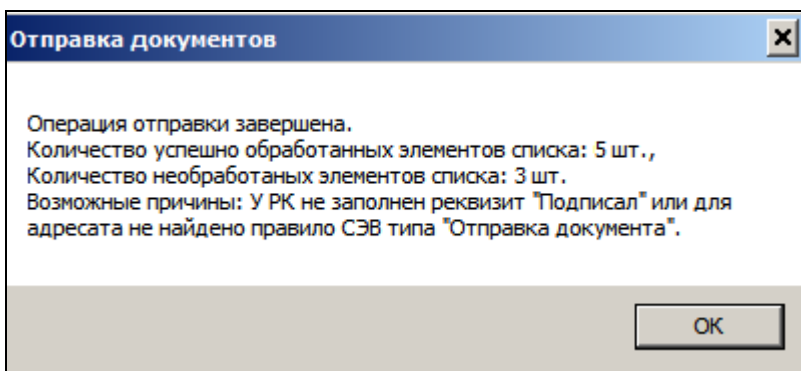 Отправка документов
Операция отправки завершена.
Количество успешно обработанных элементов списка: 5 шт.,
Количество необработаных элементов списка: 3 шт.
Возможные причины: У РК не заполнен реквизит "Подписал" или для
адресата не найдено правило СЭВ типа "Отправка документа".
ОК